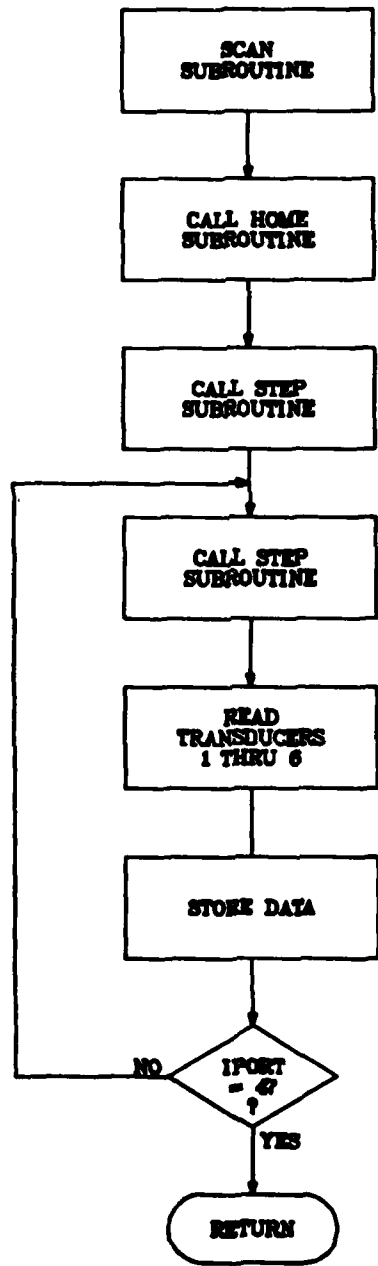 SCAN
SUBROUTINE
CALL HOME
SUBROUTINE
CALL STEP
SUBROUTINE
CALL STEP
SUBROUTINE
READ
TRANSDUCERS
1 THRU 6
STORE DATA
NO
IPORT
=
?
YES
RETURN